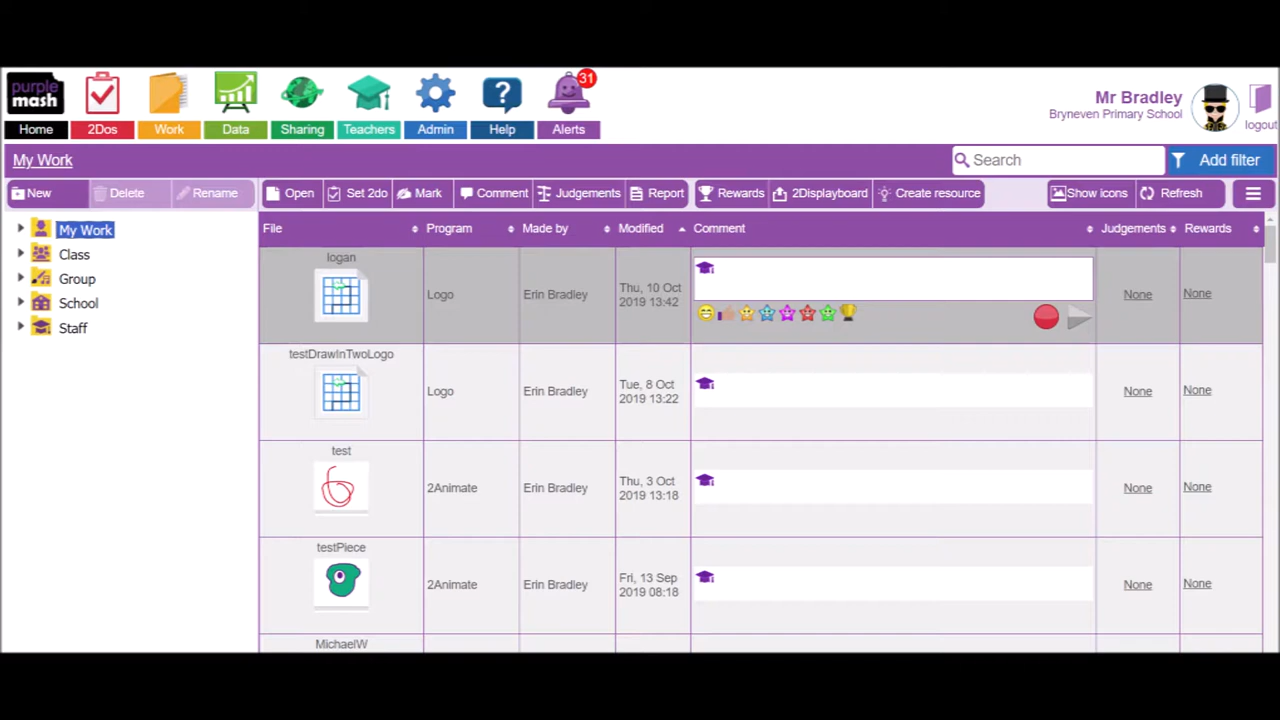 purple
mash
31
Home 2Dos Work Data Sharing Teachers Admin Help Alerts
Mr Bradley
Bryneven Primary School
logout
My Work Search Add filter
New Delete Rename Open Set 2do Mark Comment Judgements Report Rewards 2Displayboard Create resource Show icons Refresh
My Work
Class
Group
School
Staff
File Program Made by Modified Comment Judgements Rewards
logan
Logo Erin Bradley Thu, 10 Oct
2019 13:42 None None
testDrawInTwoLogo
Logo Erin Bradley Tue, 8 Oct
2019 13:22 None None
test
2Animate Erin Bradley Thu, 3 Oct
2019 13:18 None None
testPiece
2Animate Erin Bradley Fri, 13 Sep
2019 08:18 None None
MichaelW